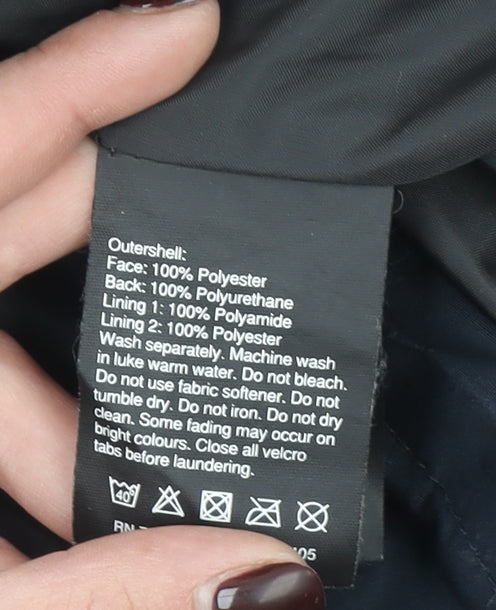 Outershell:
Face: 100% Polyester
Back: 100% Polyurethane
Lining 1: 100% Polyamide
Lining 2: 100% Polyester
Wash separately. Machine wash
in luke warm water. Do not bleach.
Do not use fabric softener. Do not
tumble dry. Do not iron. Do not dry
clean. Some fading may occur on
bright colours. Close all velcro
tabs before laundering.
40°
RN